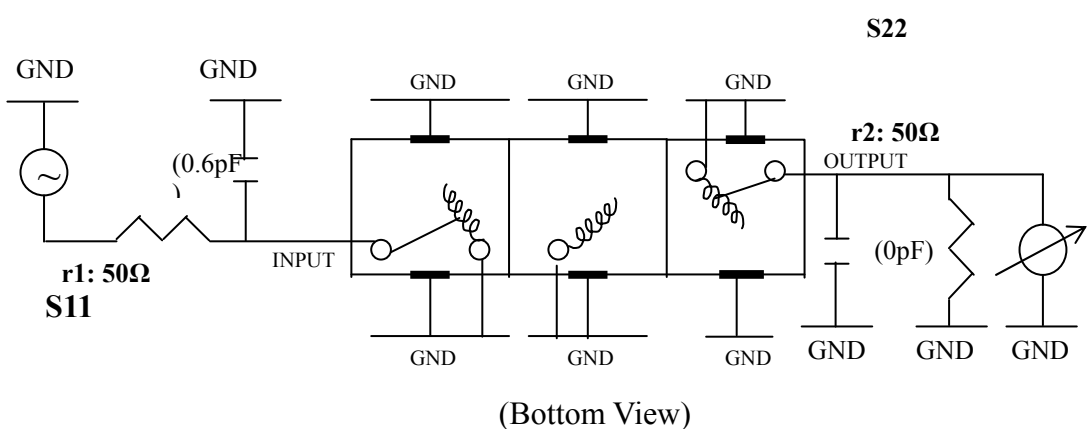 S22
GND
GND
GND
GND
GND
r2: 50Ω
(0.6pF
)
OUTPUT
~
INPUT
(0pF)
r1: 50Ω
S11
GND
GND
GND
GND
GND
GND
(Bottom View)